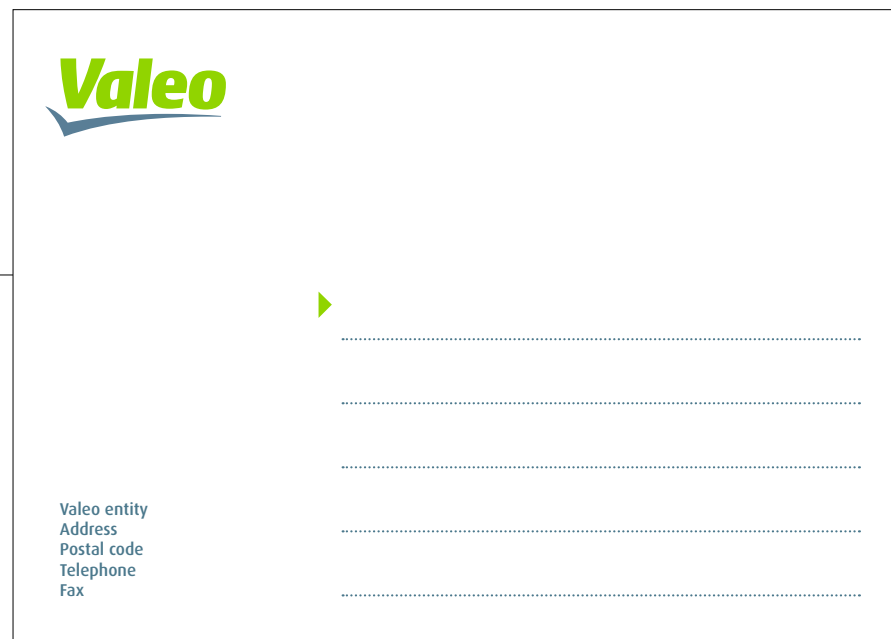 Valeo
Valeo entity
Address
Postal code
Telephone
Fax